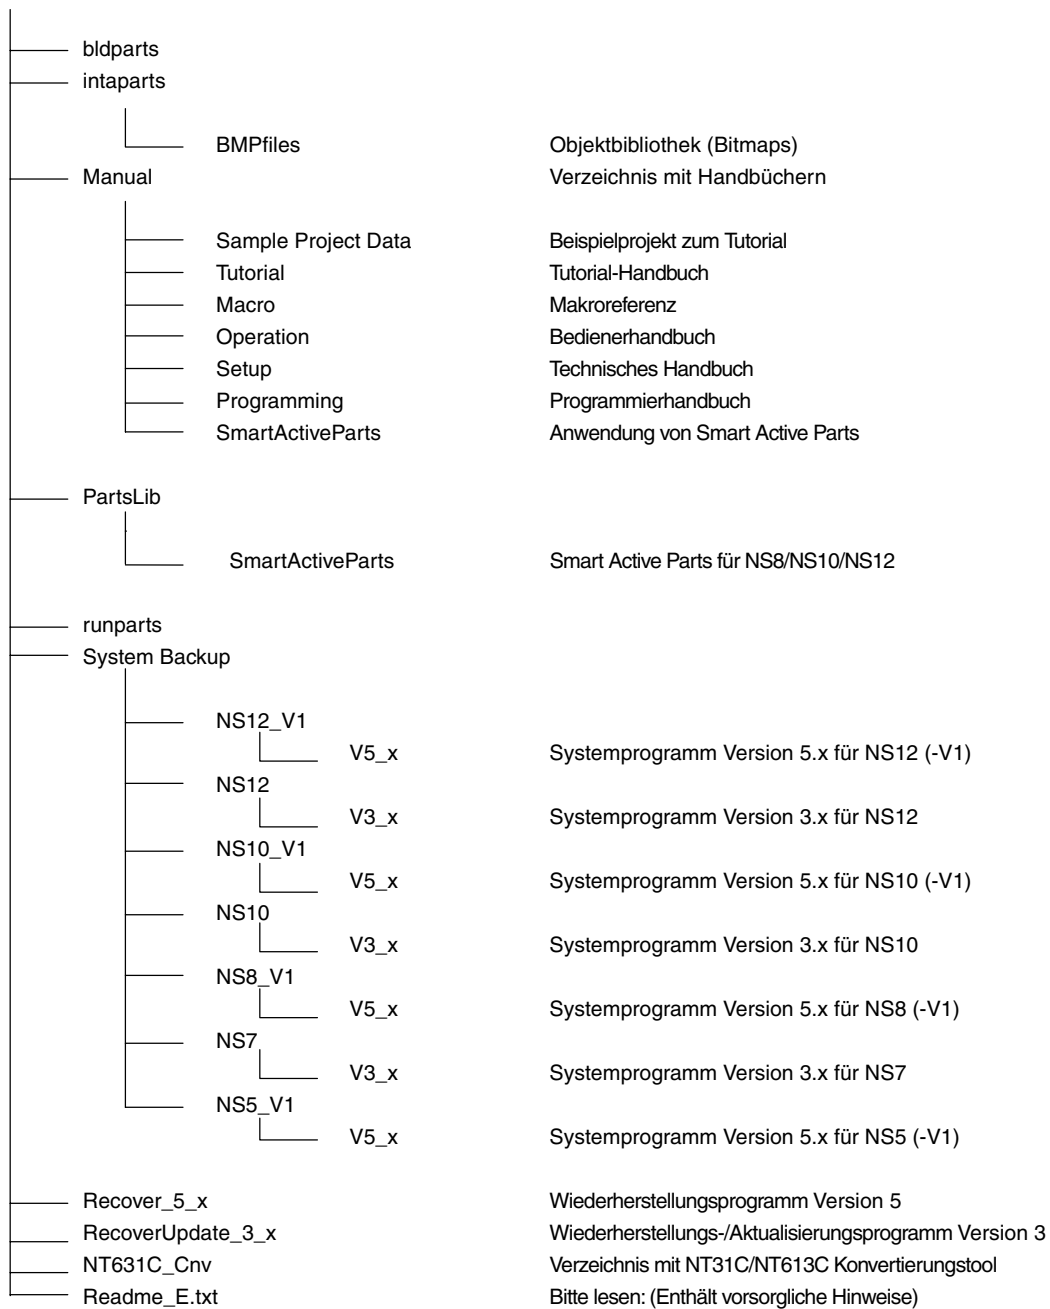 bldparts
intaparts
BMPfiles Objektbibliothek (Bitmaps)
Manual Verzeichnis mit Handbüchern
Sample Project Data Beispielprojekt zum Tutorial
Tutorial Tutorial-Handbuch
Macro Makroreferenz
Operation Bedienerhandbuch
Setup Technisches Handbuch
Programming Programmierhandbuch
SmartActiveParts Anwendung von Smart Active Parts
PartsLib
SmartActiveParts Smart Active Parts für NS8/NS10/NS12
runparts
System Backup
NS12_V1
V5_x Systemprogramm Version 5.x für NS12 (-V1)
NS12
V3_x Systemprogramm Version 3.x für NS12
NS10_V1
V5_x Systemprogramm Version 5.x für NS10 (-V1)
NS10
V3_x Systemprogramm Version 3.x für NS10
NS8_V1
V5_x Systemprogramm Version 5.x für NS8 (-V1)
NS7
V3_x Systemprogramm Version 3.x für NS7
NS5_V1
V5_x Systemprogramm Version 5.x für NS5 (-V1)
Recover_5_x Wiederherstellungsprogramm Version 5
RecoverUpdate_3_x Wiederherstellungs-/Aktualisierungsprogramm Version 3
NT631C_Cnv Verzeichnis mit NT31C/NT613C Konvertierungstool
Readme_E.txt Bitte lesen: (Enthält vorsorgliche Hinweise)